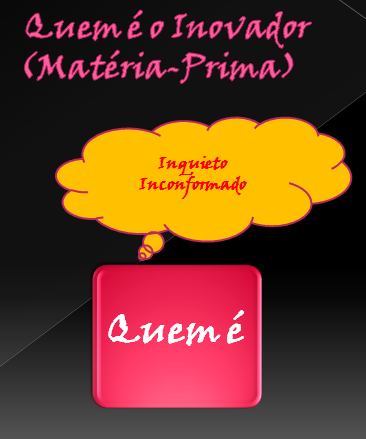 Quem é o Inovador
(Matéria-Prima)
Inquieto
Inconformado
Quem é